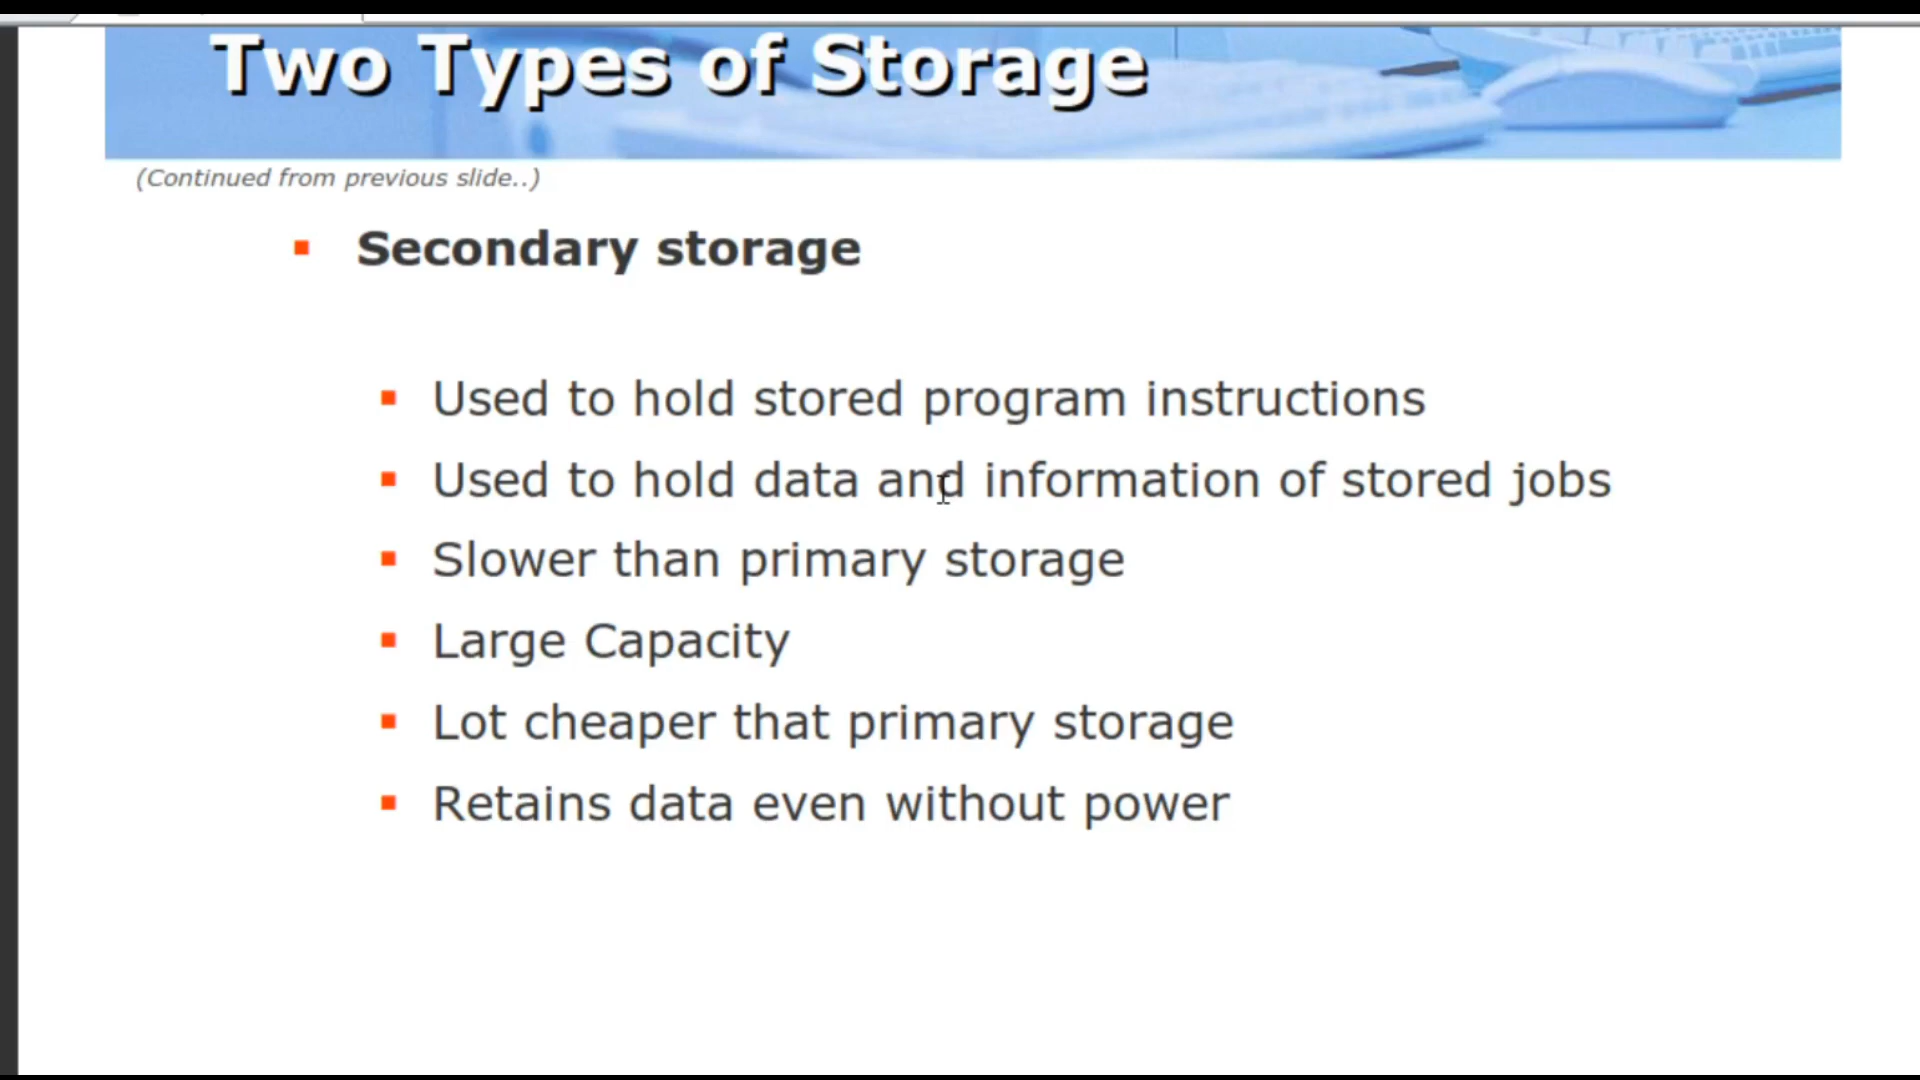 Two Types of Storage
(Continued from previous slide..)
Secondary storage
Used to hold stored program instructions
Used to hold data and information of stored jobs
Slower than primary storage
Large Capacity
Lot cheaper that primary storage
Retains data even without power